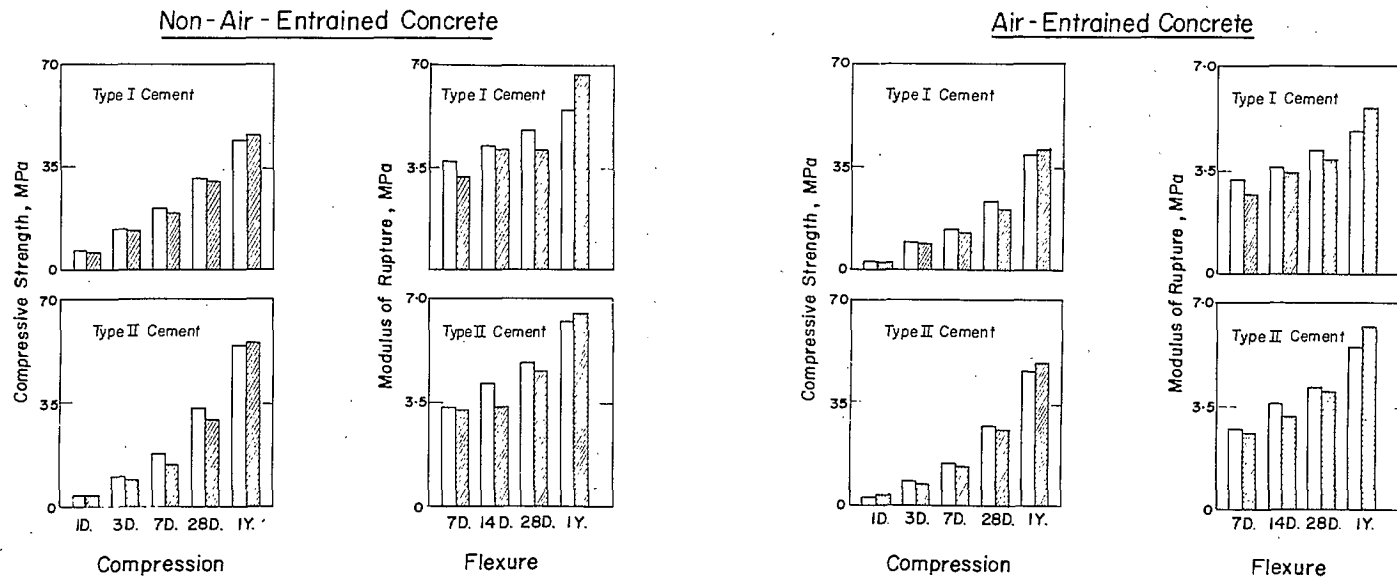 Non-Air-Entrained Concrete
70
Type I Cement
35
0
70
Type II Cement
35
0
1D. 3D. 7D. 28D. 1Y.
Compressive Strength, MPa
Compression
7.0
Type I Cement
3.5
7.0
Type II Cement
3.5
0
7D. 14D. 28D. 1Y.
Modulus of Rupture, MPa
Flexure
Air-Entrained Concrete
70
Type I Cement
35
0
70
Type II Cement
35
0
1D. 3D. 7D. 28D. 1Y.
Compressive Strength, MPa
Compression
7·0
Type I Cement
3.5
0
7.0
Type II Cement
3.5
0
7D. 14D. 28D. 1Y.
Modulus of Rupture, MPa
Flexure